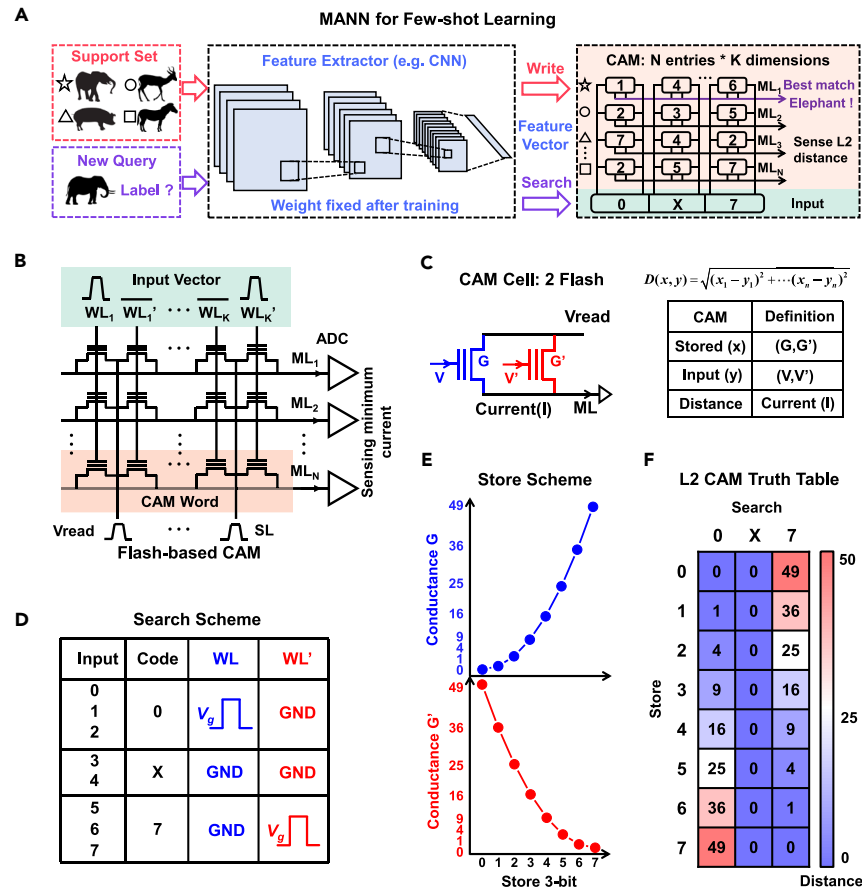 A
MANN for Few-shot Learning
Support Set
New Query
Label ?
Feature Extractor (e.g. CNN)
Weight fixed after training
Write
Feature
Vector
Search
CAM: N entries * K dimensions
1 4 ... 6 ML1
Best match
Elephant !
2 3 5 ML2
7 4 2 ML3
Sense L2
distance
2 5 7 MLN
0 X 7 Input
B
Input Vector
WL1 WL1' ... WLK WLK'
ADC
ML1
ML2
MLN
Sensing minimum
current
CAM Word
Vread ... SL
Flash-based CAM
C
CAM Cell: 2 Flash
Vread
G G'
V V'
Current(I) ML
D(x, y) = √(x1 − y1)² + ⋯(xn − yn)²
CAM Definition
Stored (x) (G,G')
Input (y) (V,V')
Distance Current (I)
D
Search Scheme
Input Code WL WL'
0
1
2
0 Vg GND
3
4
X GND GND
5
6
7
7 GND Vg
E
Store Scheme
Conductance G
49
36
25
16
9
4
1
0
Conductance G'
49
36
25
16
9
4
1
0
0 1 2 3 4 5 6 7
Store 3-bit
F
L2 CAM Truth Table
Search
0 X 7
Store
0 0 0 49
1 1 0 36
2 4 0 25
3 9 0 16
4 16 0 9
5 25 0 4
6 36 0 1
7 49 0 0
50
25
0
Distance